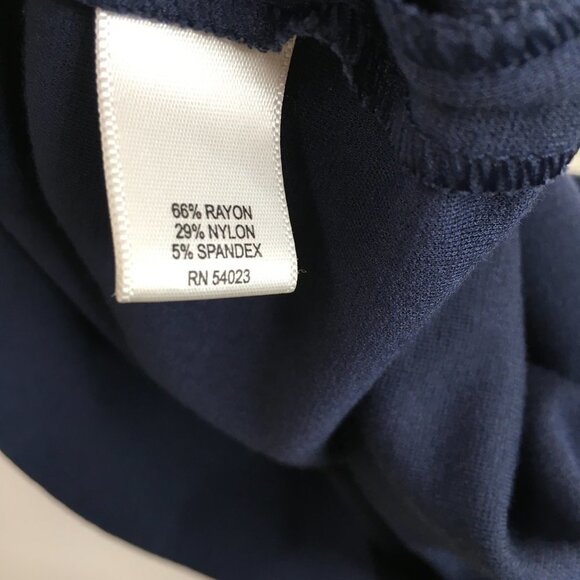 66% RAYON
29% NYLON
5% SPANDEX
RN 54023